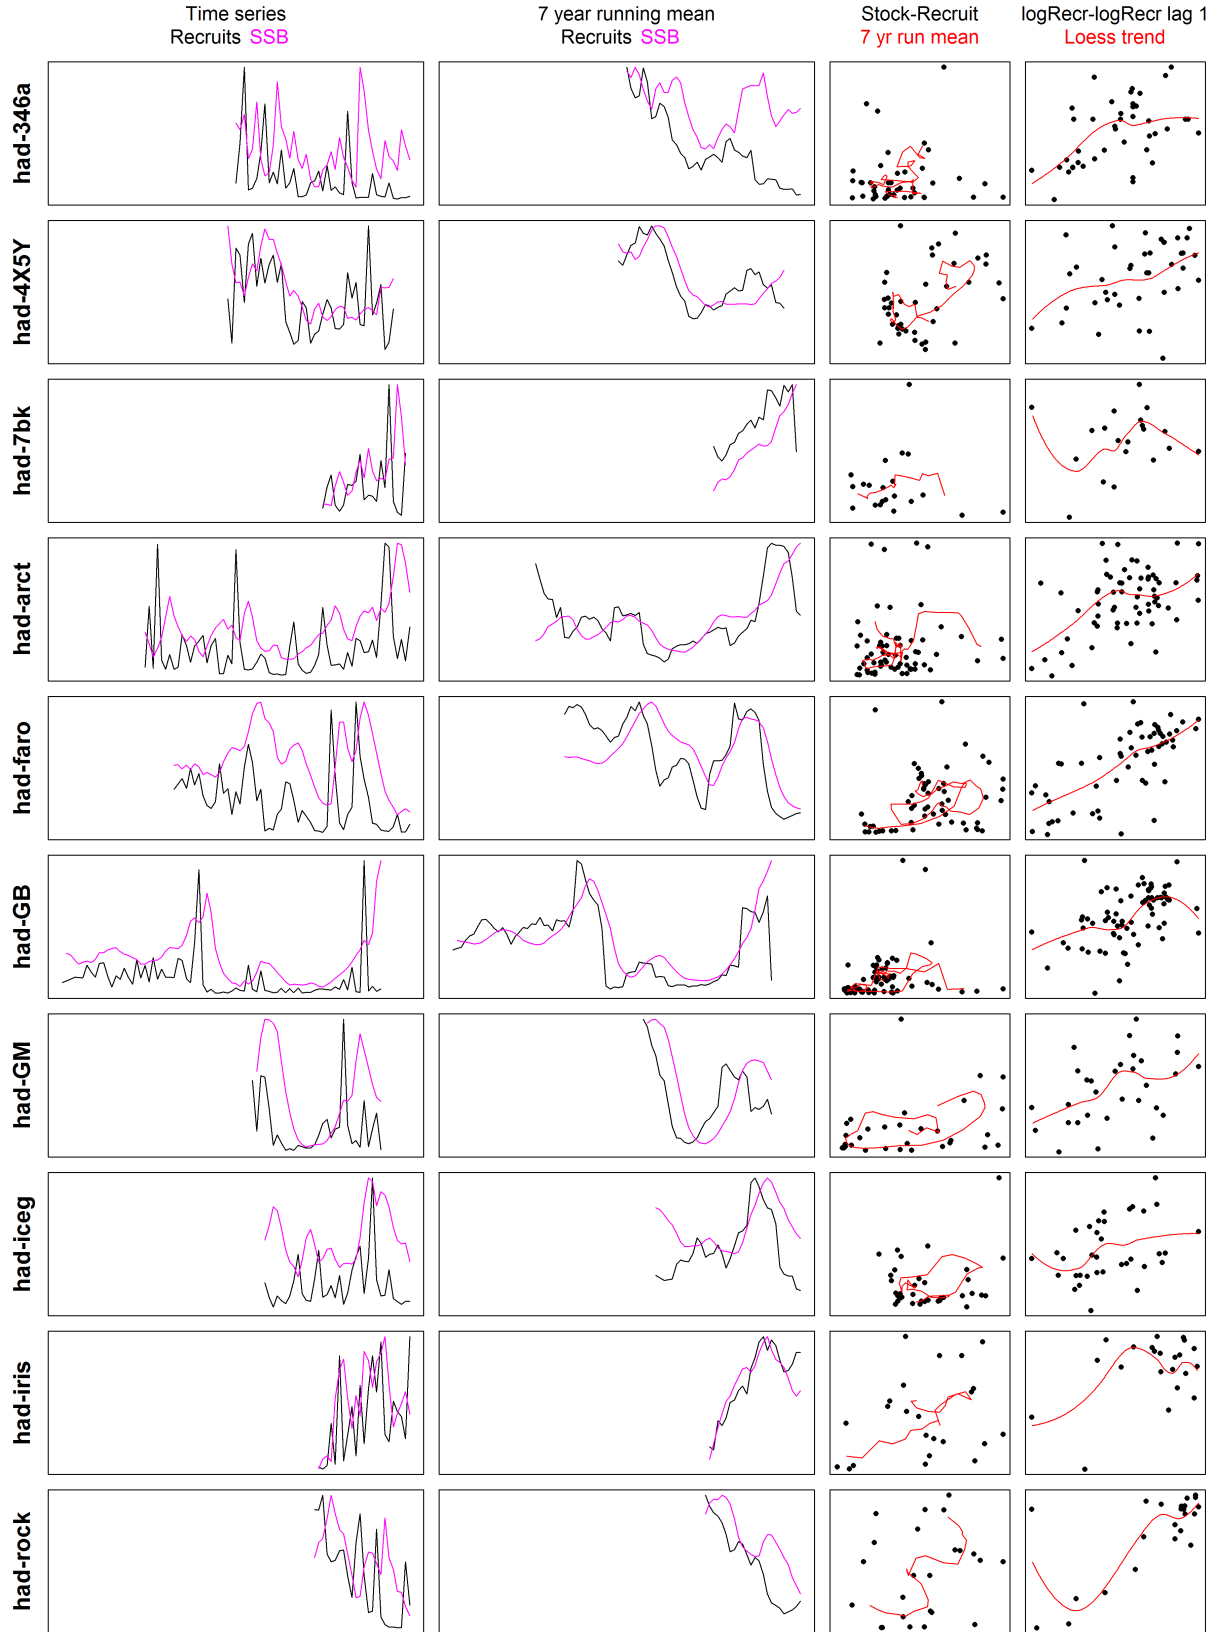 Time series
Recruits SSB
7 year running mean
Recruits SSB
Stock-Recruit
7 yr run mean
logRecr-logRecr lag 1
Loess trend
had-346a
had-4X5Y
had-7bk
had-arct
had-faro
had-GB
had-GM
had-iceg
had-iris
had-rock